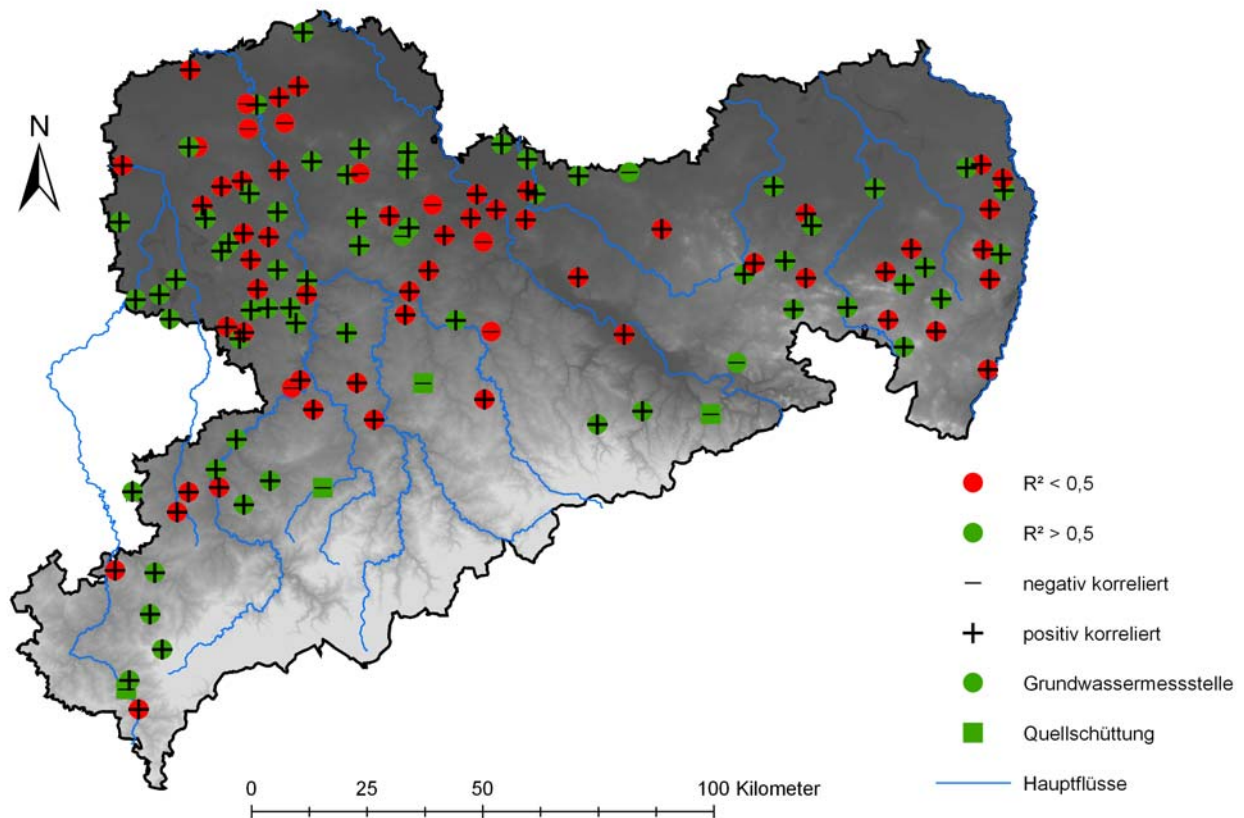 N
R² < 0,5
R² > 0,5
negativ korreliert
positiv korreliert
Grundwassermessstelle
Quellschüttung
Hauptflüsse
0 25 50 100 Kilometer